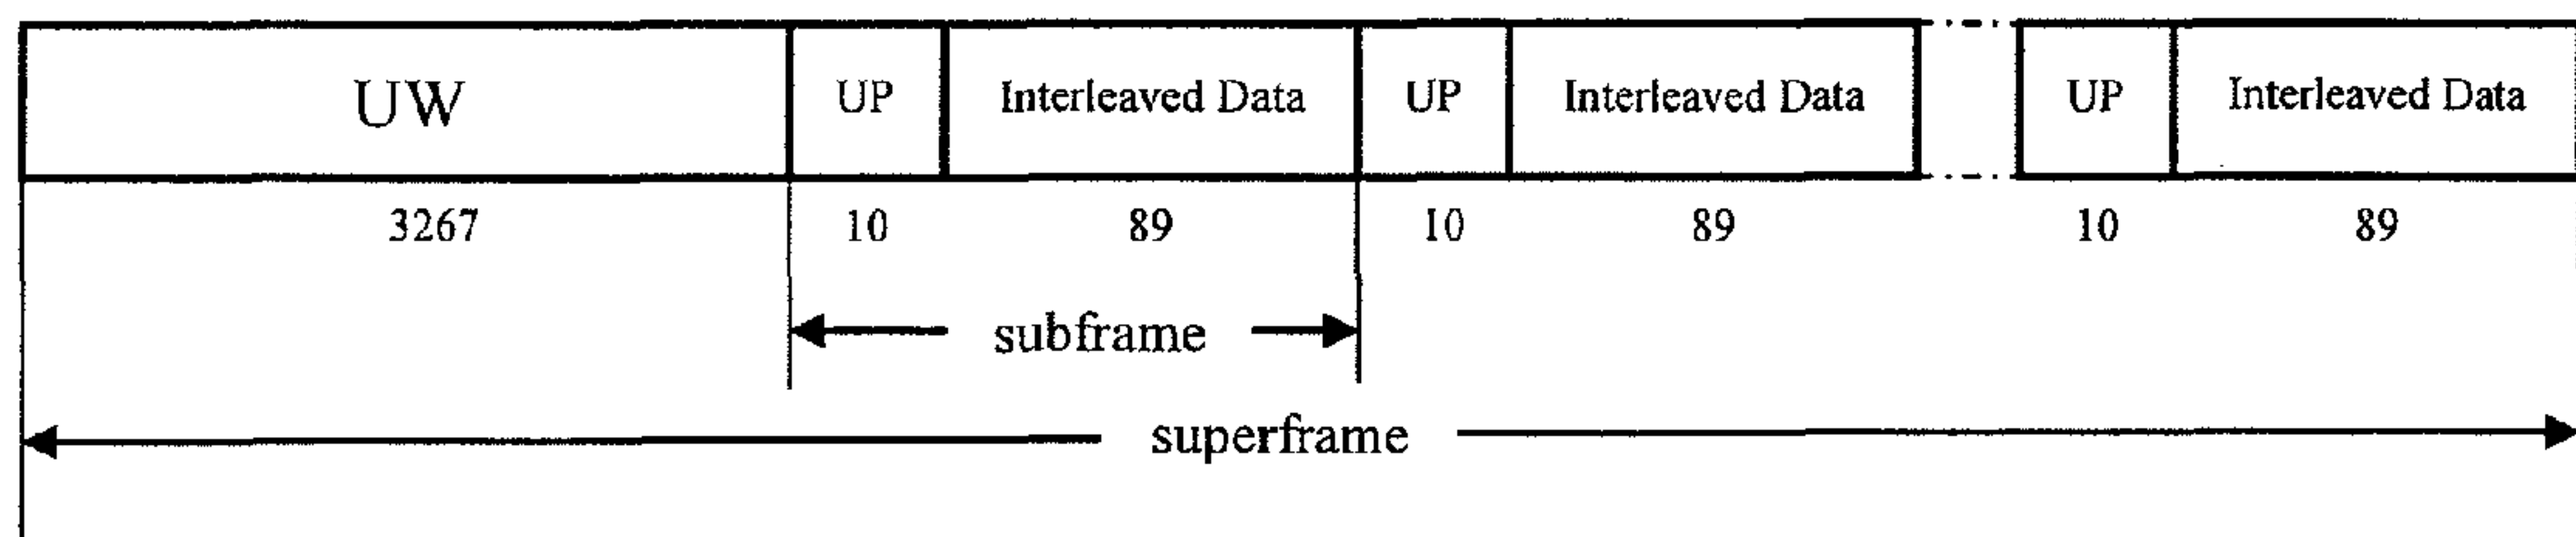 UW UP Interleaved Data UP Interleaved Data UP Interleaved Data
3267 10 89 10 89 10 89
subframe
superframe